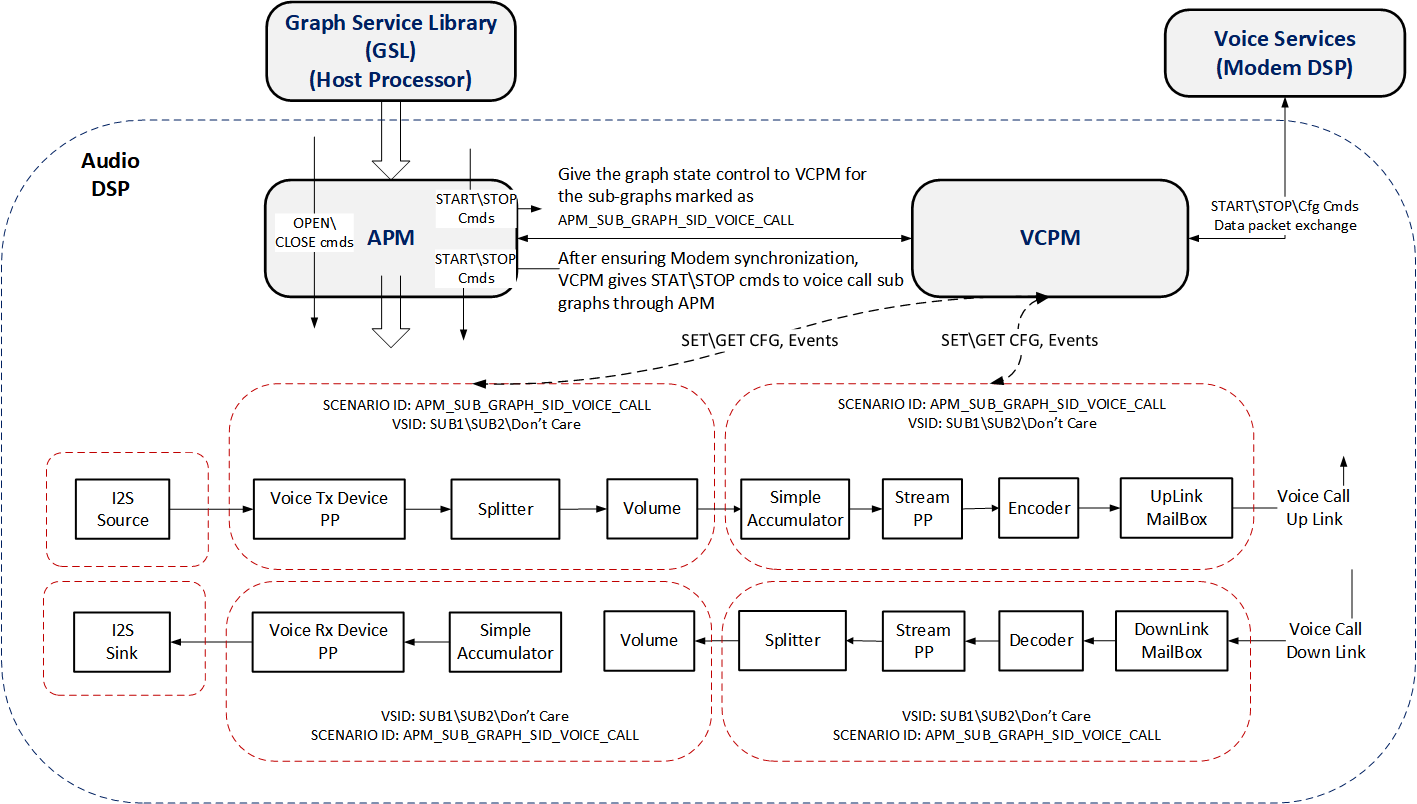 Graph Service Library
(GSL)
(Host Processor)
Voice Services
(Modem DSP)
Audio
DSP
OPEN\
CLOSE cmds
APM
START\STOP
Cmds
START\STOP
Cmds
Give the graph state control to VCPM for
the sub-graphs marked as
APM_SUB_GRAPH_SID_VOICE_CALL
After ensuring Modem synchronization,
VCPM gives STAT\STOP cmds to voice call sub
graphs through APM
VCPM
START\STOP\Cfg Cmds
Data packet exchange
SET\GET CFG, Events
SET\GET CFG, Events
SCENARIO ID: APM_SUB_GRAPH_SID_VOICE_CALL
VSID: SUB1\SUB2\Don’t Care
SCENARIO ID: APM_SUB_GRAPH_SID_VOICE_CALL
VSID: SUB1\SUB2\Don’t Care
I2S
Source
Voice Tx Device
PP
Splitter
Volume
Simple
Accumulator
Stream
PP
Encoder
UpLink
MailBox
Voice Call
Up Link
I2S
Sink
Voice Rx Device
PP
Simple
Accumulator
Volume
Splitter
Stream
PP
Decoder
DownLink
MailBox
Voice Call
Down Link
VSID: SUB1\SUB2\Don’t Care
SCENARIO ID: APM_SUB_GRAPH_SID_VOICE_CALL
VSID: SUB1\SUB2\Don’t Care
SCENARIO ID: APM_SUB_GRAPH_SID_VOICE_CALL